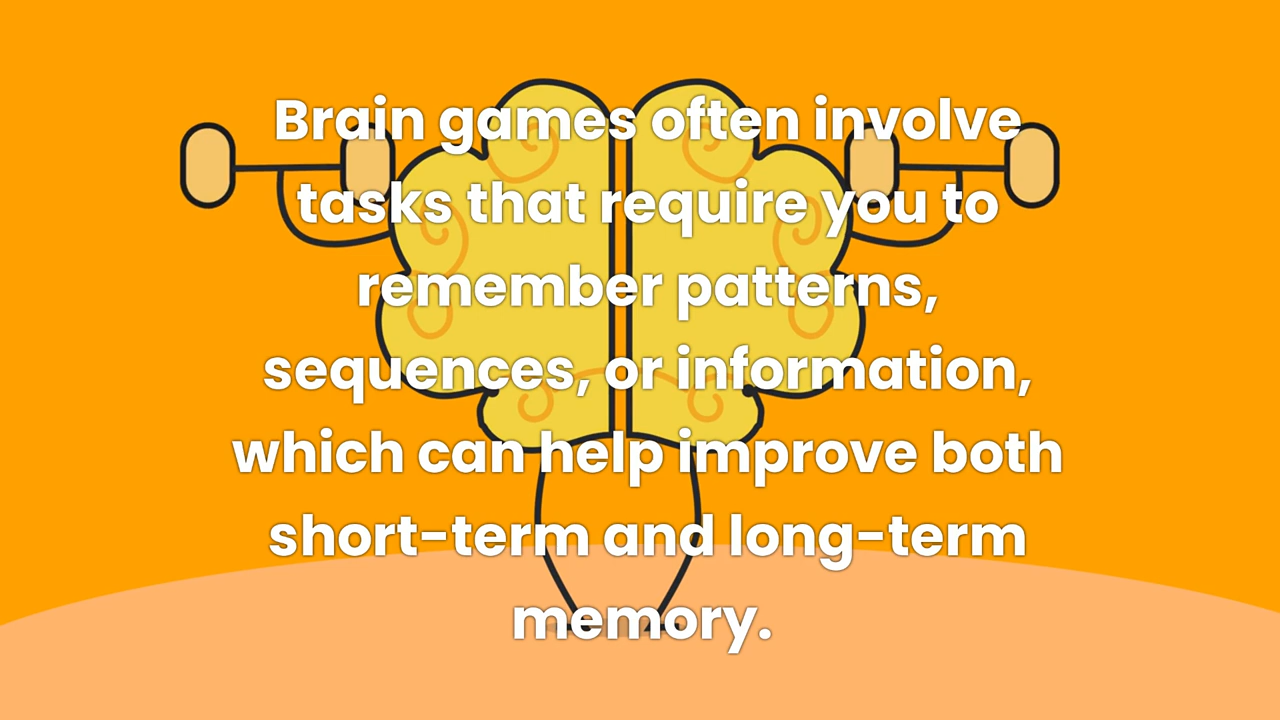 Brain games often involve
tasks that require you to
remember patterns,
sequences, or information,
which can help improve both
short-term and long-term
memory.